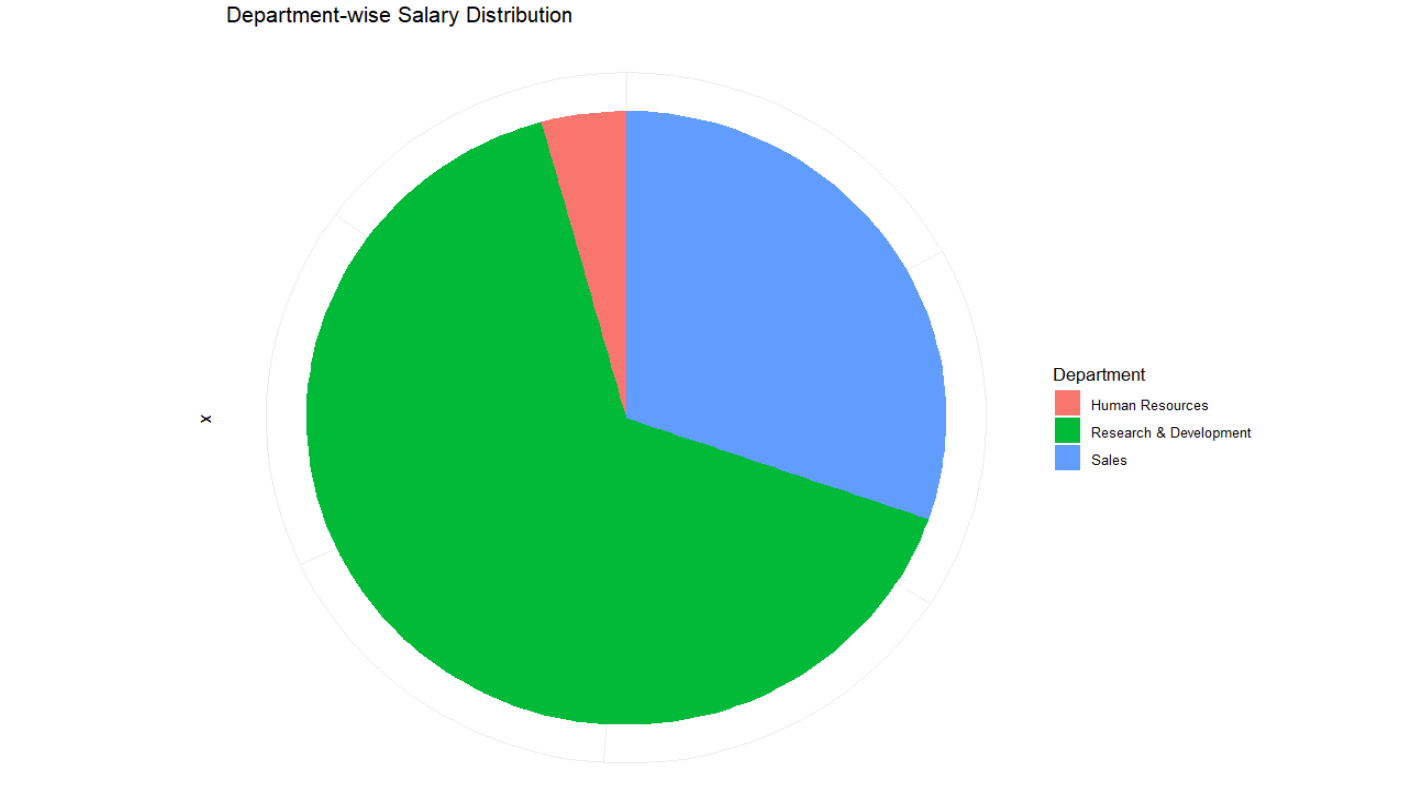 Department-wise Salary Distribution
x
Department
Human Resources
Research & Development
Sales